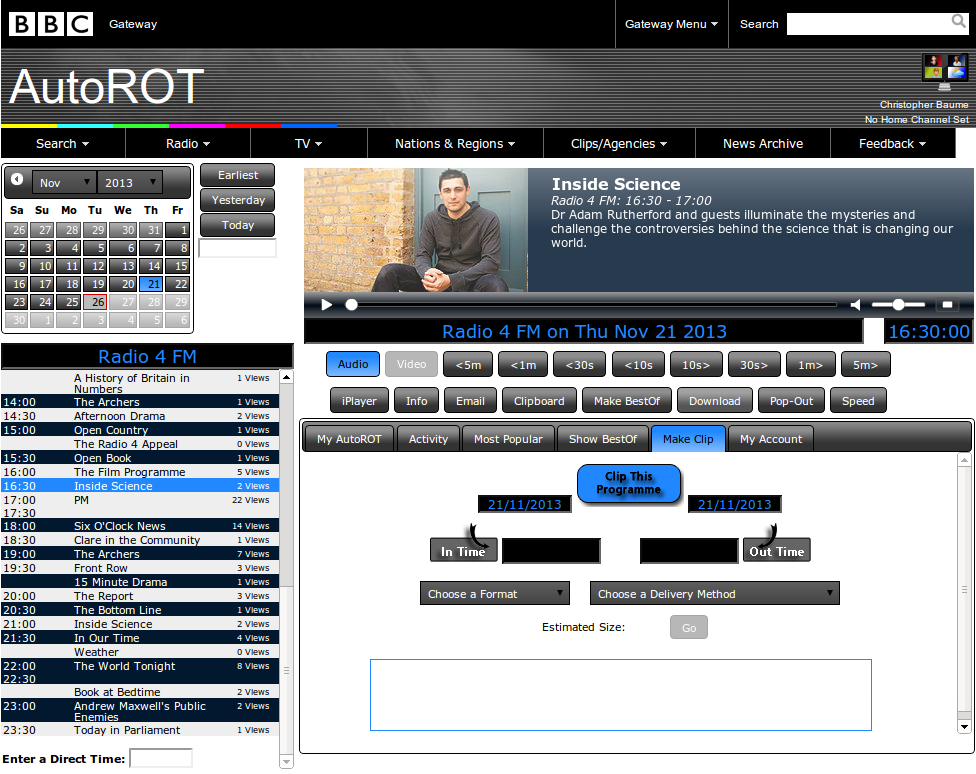 BBC Gateway Gateway Menu Search
AutoROT
Christopher Baume
No Home Channel Set
Search Radio TV Nations & Regions Clips/Agencies News Archive Feedback
Nov 2013
Earliest
Yesterday
Today
Sa Su Mo Tu We Th Fr
26 27 28 29 30 31 1
2 3 4 5 6 7 8
9 10 11 12 13 14 15
16 17 18 19 20 21 22
23 24 25 26 27 28 29
30 1 2 3 4 5 6
Inside Science
Radio 4 FM: 16:30 - 17:00
Dr Adam Rutherford and guests illuminate the mysteries and
challenge the controversies behind the science that is changing our
world.
Radio 4 FM on Thu Nov 21 2013 16:30:00
Radio 4 FM
A History of Britain in 1 Views
Numbers
14:00 The Archers 2 Views
14:30 Afternoon Drama 2 Views
15:00 Open Country 1 Views
The Radio 4 Appeal 0 Views
15:30 Open Book 1 Views
16:00 The Film Programme 5 Views
16:30 Inside Science 2 Views
17:00 PM 22 Views
17:30
18:00 Six O'Clock News 14 Views
18:30 Clare in the Community 1 Views
19:00 The Archers 7 Views
19:30 Front Row 3 Views
15 Minute Drama 1 Views
20:00 The Report 3 Views
20:30 The Bottom Line 1 Views
21:00 Inside Science 2 Views
21:30 In Our Time 4 Views
Weather 0 Views
22:00 The World Tonight 8 Views
22:30
Book at Bedtime 2 Views
23:00 Andrew Maxwell's Public 2 Views
Enemies
23:30 Today in Parliament 1 Views
Enter a Direct Time:
Audio Video <5m <1m <30s <10s 10s> 30s> 1m> 5m>
iPlayer Info Email Clipboard Make BestOf Download Pop-Out Speed
My AutoROT Activity Most Popular Show BestOf Make Clip My Account
Clip This
Programme
21/11/2013 21/11/2013
In Time Out Time
Choose a Format Choose a Delivery Method
Estimated Size: Go